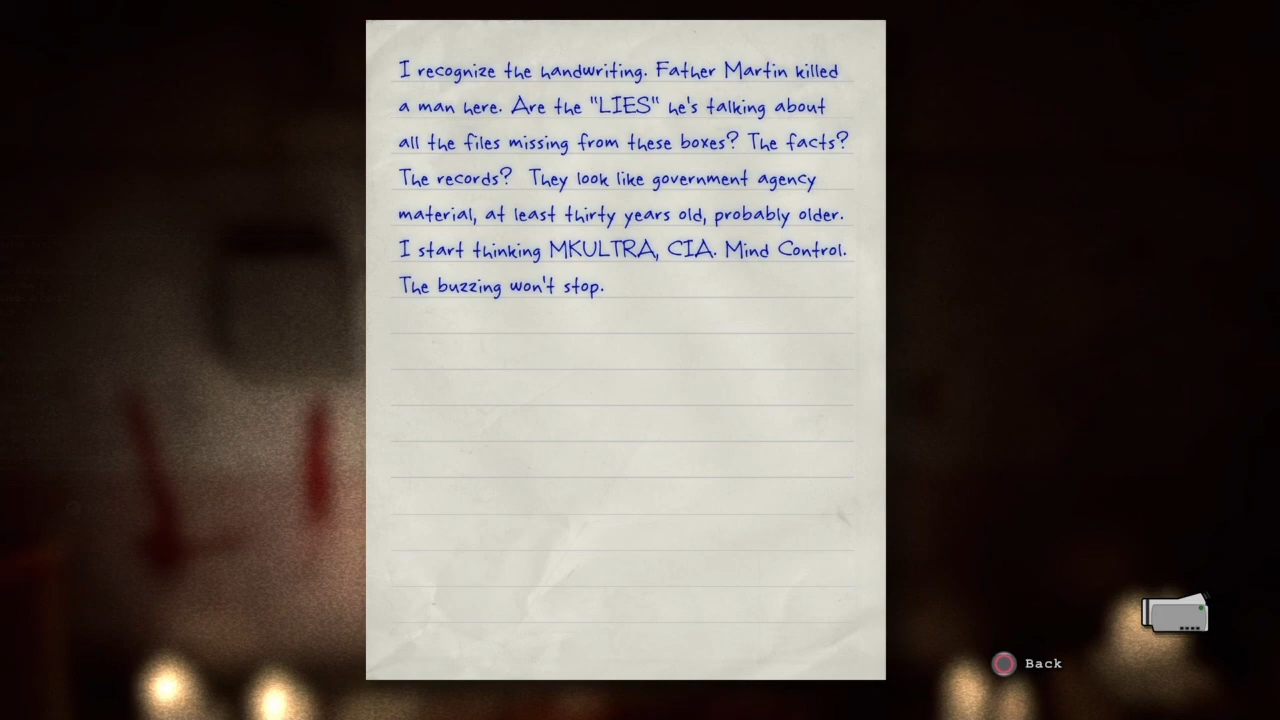 I recognize the handwriting. Father Martin killed
a man here. Are the "LIES" he's talking about
all the files missing from these boxes? The facts?
The records?  They look like government agency
material, at least thirty years old, probably older.
I start thinking MKULTRA, CIA. Mind Control.
The buzzing won't stop.
Back